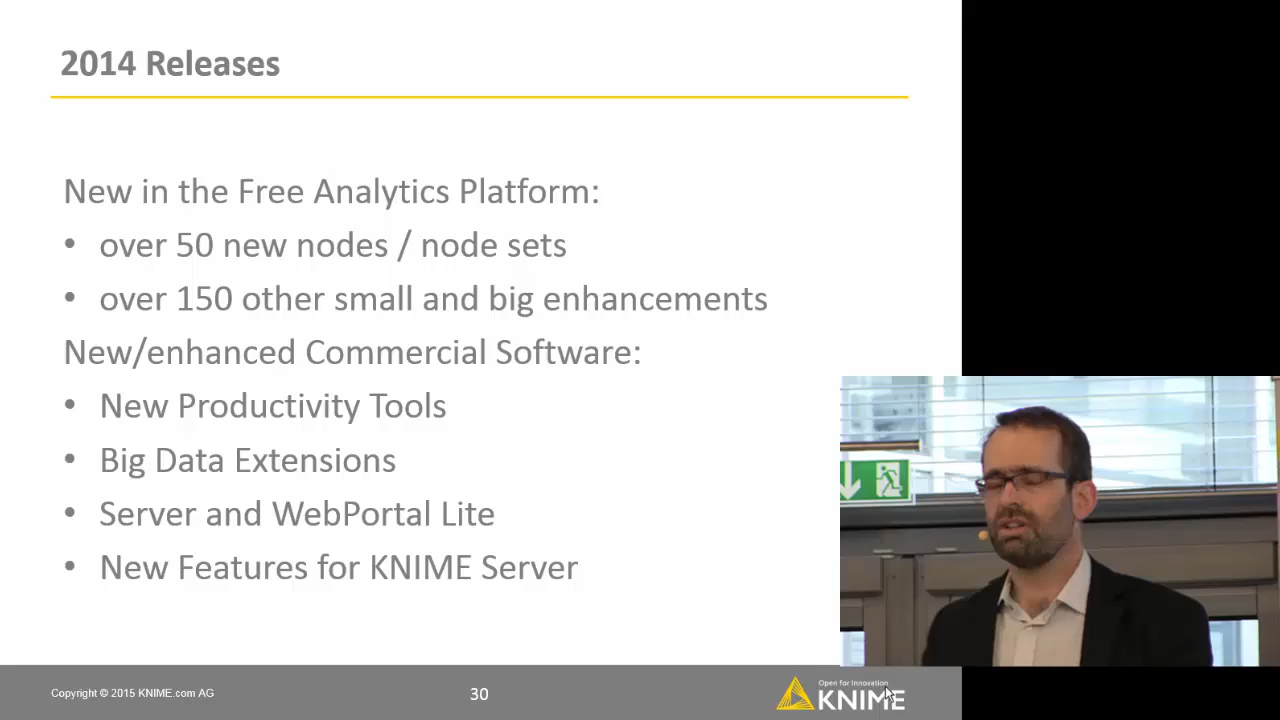 2014 Releases
New in the Free Analytics Platform:
• over 50 new nodes / node sets
• over 150 other small and big enhancements
New/enhanced Commercial Software:
• New Productivity Tools
• Big Data Extensions
• Server and WebPortal Lite
• New Features for KNIME Server
Copyright © 2015 KNIME.com AG
30
Open for Innovation
KNIME